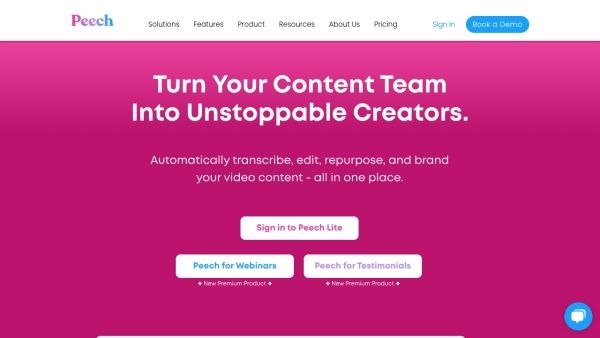 Peech
Solutions Features Product Resources About Us Pricing Sign in Book a Demo
Turn Your Content Team
Into Unstoppable Creators.
Automatically transcribe, edit, repurpose, and brand
your video content - all in one place.
Sign in to Peech Lite
Peech for Webinars Peech for Testimonials
✦ New Premium Product ✦ ✦ New Premium Product ✦